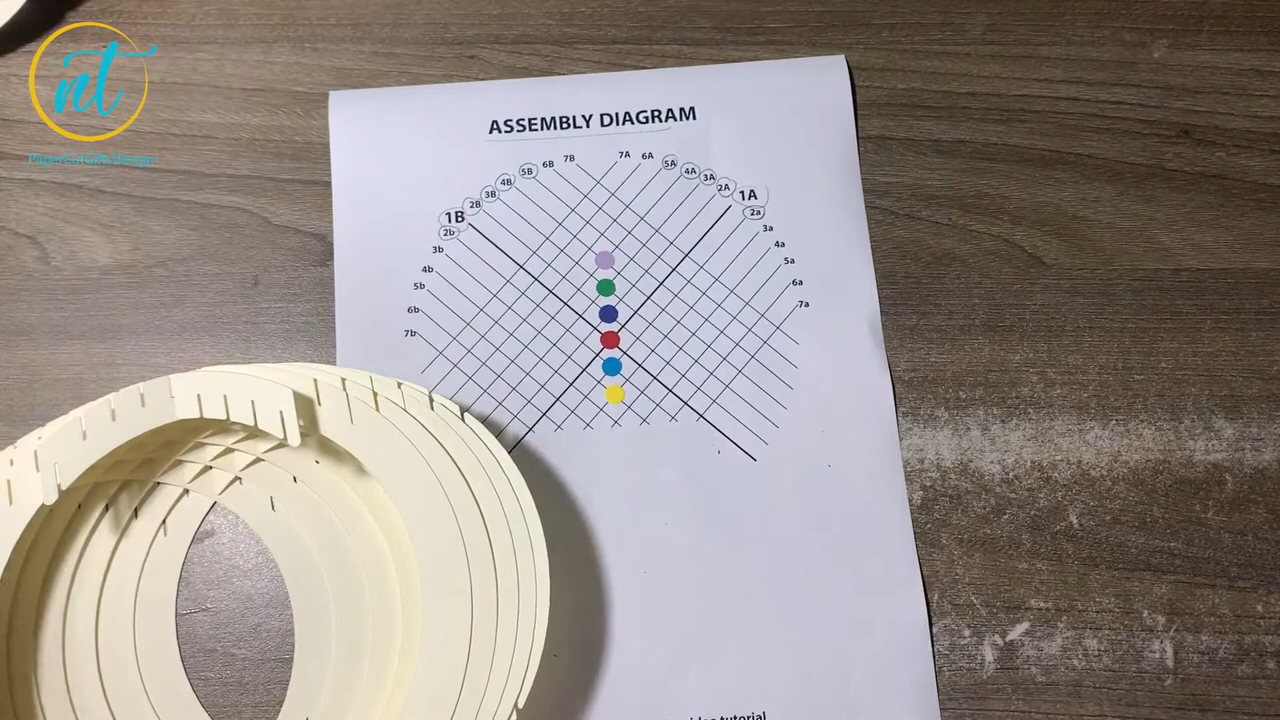 nt
ASSEMBLY DIAGRAM
7B 7A
6B 6A
5B 5A
4B 4A
3B 3A
2B 2A
1B 1A
2b 2a
3b 3a
4b 4a
5b 5a
6b 6a
7b 7a
tutorial